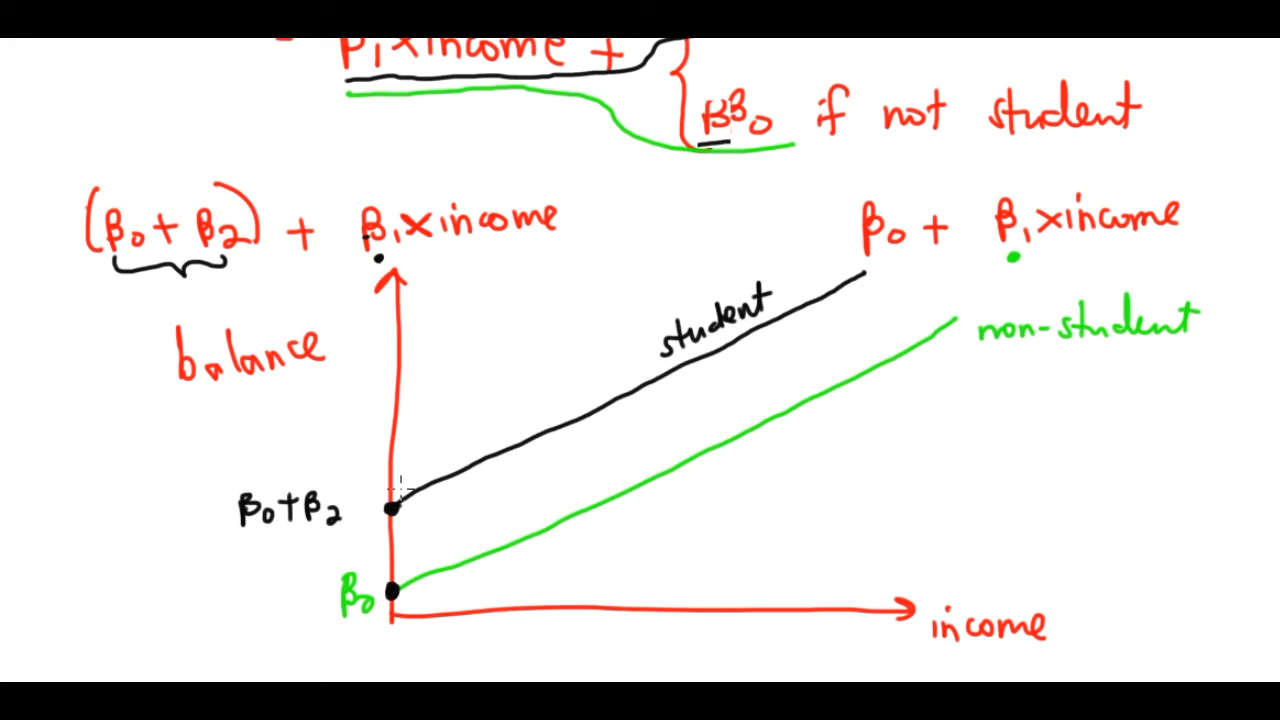 β₁ × income +
β β₀ if not student
(β₀ + β₂) + β₁ × income
β₀ + β₁ × income
balance
student
non-student
β₀ + β₂
β₀
income